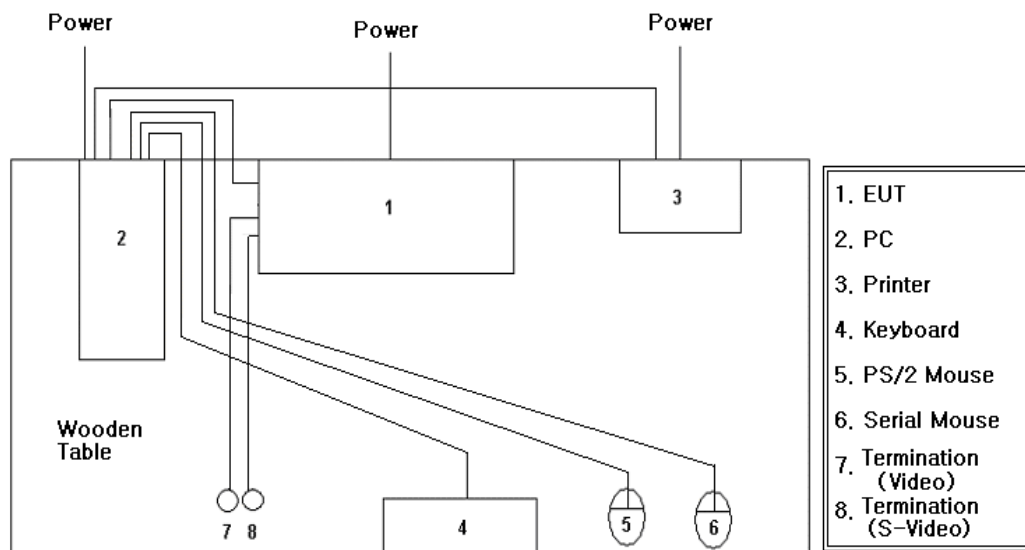 Power
Power
Power
1
2
3
Wooden
Table
7
8
4
5
6
1. EUT
2. PC
3. Printer
4. Keyboard
5. PS/2 Mouse
6. Serial Mouse
7. Termination
(Video)
8. Termination
(S-Video)